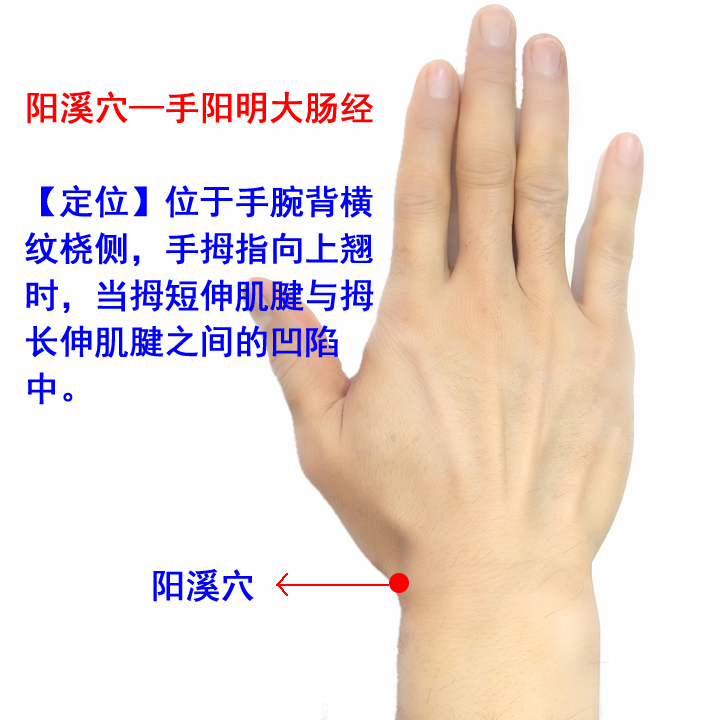 阳溪穴—手阳明大肠经
【定位】位于手腕背横
纹桡侧，手拇指向上翘
时，当拇短伸肌腱与拇
长伸肌腱之间的凹陷
中。
阳溪穴